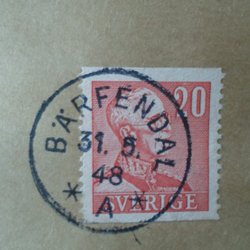 BÄRFENDAL
20
31. 5.
48
* A *
SVERIGE